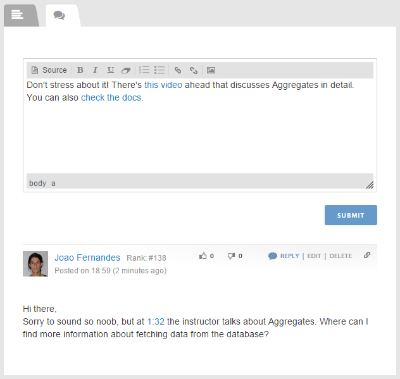 Source B I U
Don't stress about it! There's this video ahead that discusses Aggregates in detail.
You can also check the docs.
body a
SUBMIT
Joao Fernandes Rank: #138 0 0 REPLY | EDIT | DELETE
Posted on 18:59 (2 minutes ago)
Hi there,
Sorry to sound so noob, but at 1:32 the instructor talks about Aggregates. Where can I
find more information about fetching data from the database?